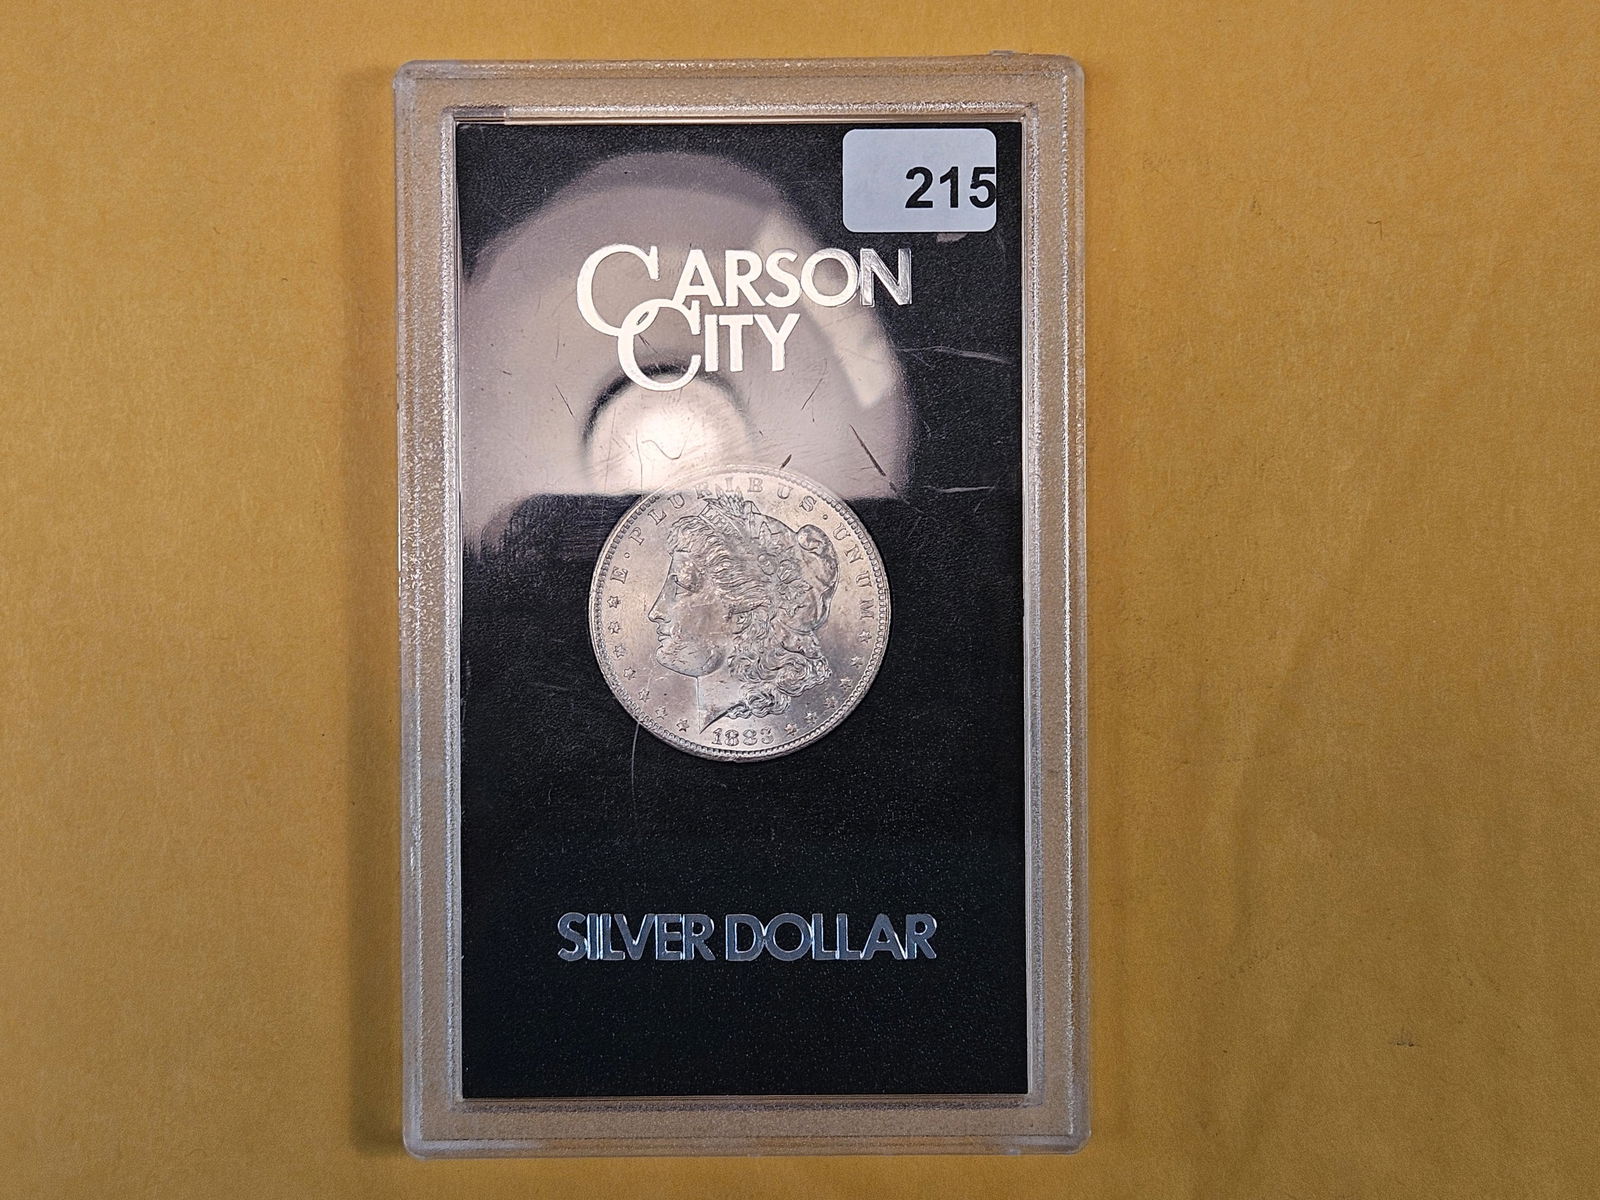 215
CARSON
CITY
E · PLURIBUS · UNUM
1883
SILVER DOLLAR